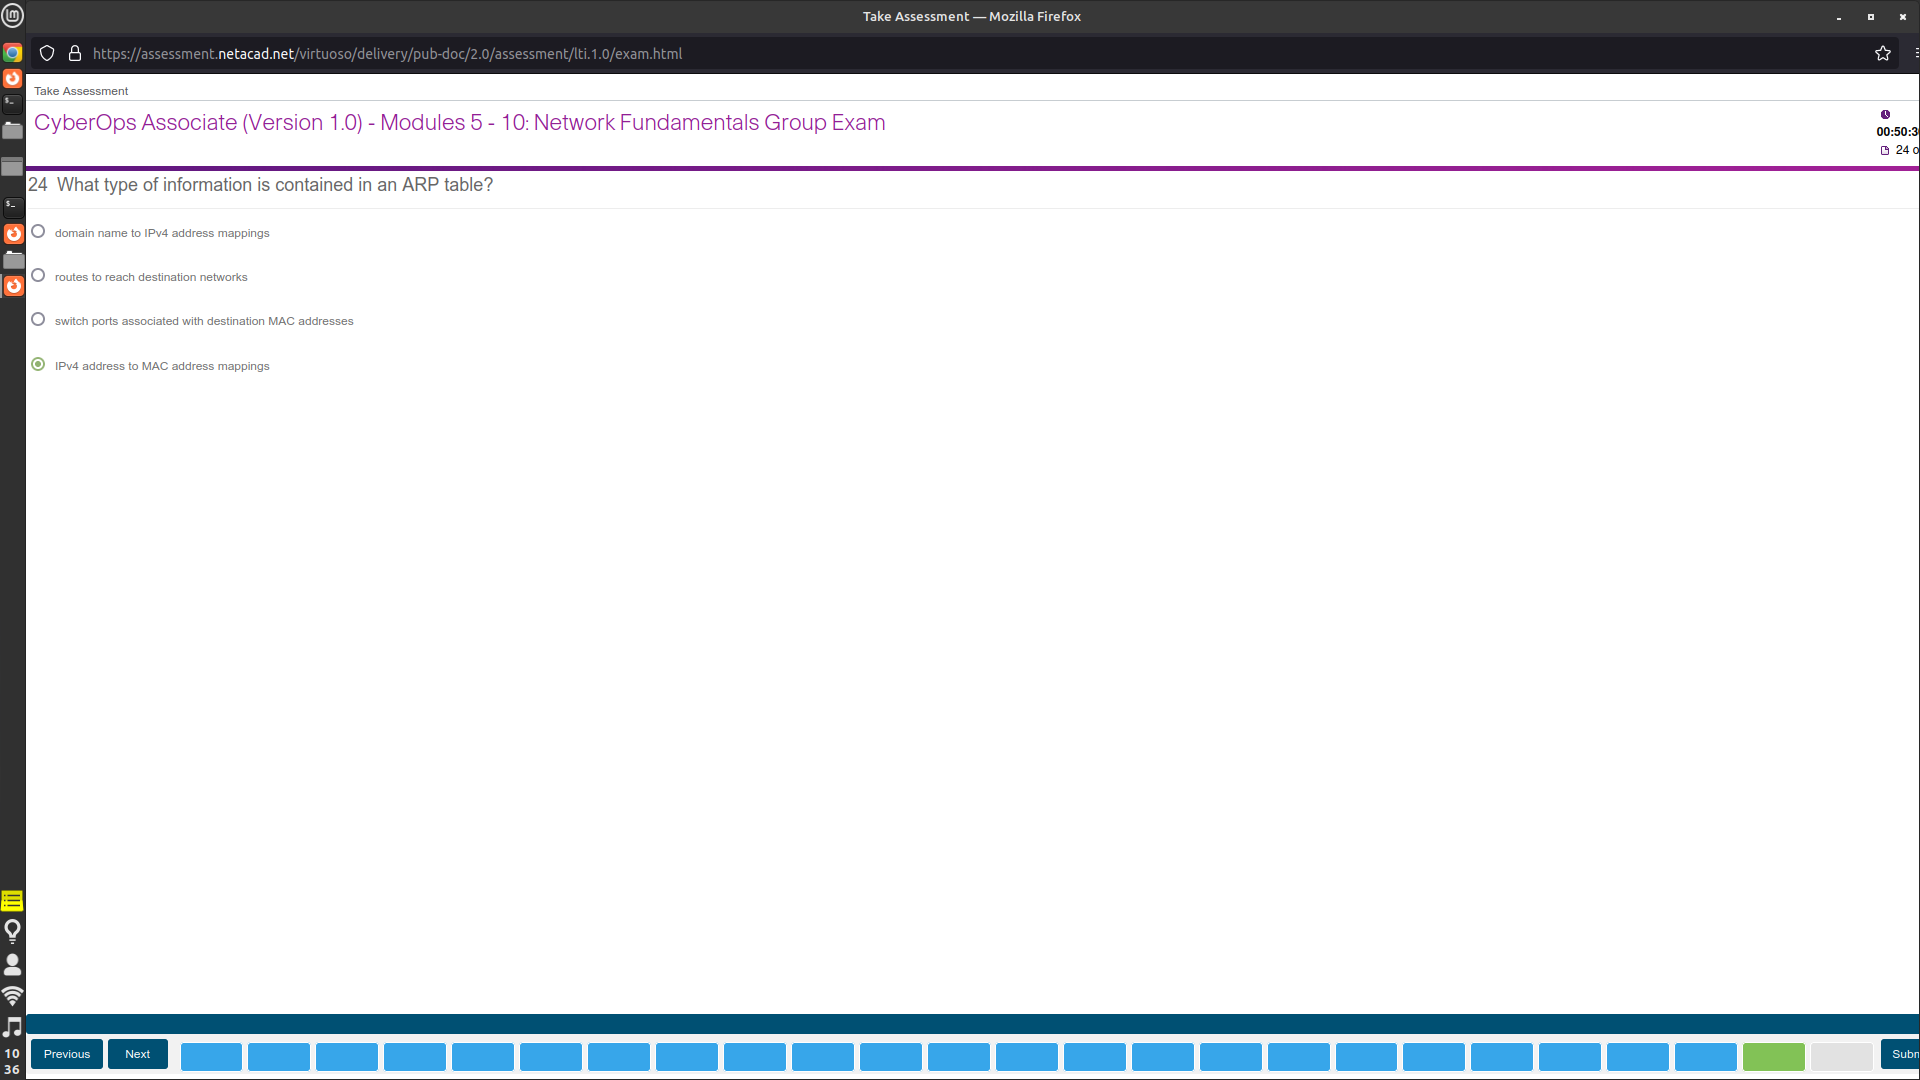 Take Assessment — Mozilla Firefox
https://assessment.netacad.net/virtuoso/delivery/pub-doc/2.0/assessment/lti.1.0/exam.html
Take Assessment
CyberOps Associate (Version 1.0) - Modules 5 - 10: Network Fundamentals Group Exam
00:50:3
24 o
24 What type of information is contained in an ARP table?
domain name to IPv4 address mappings
routes to reach destination networks
switch ports associated with destination MAC addresses
IPv4 address to MAC address mappings
Previous
Next
Subm
10
36